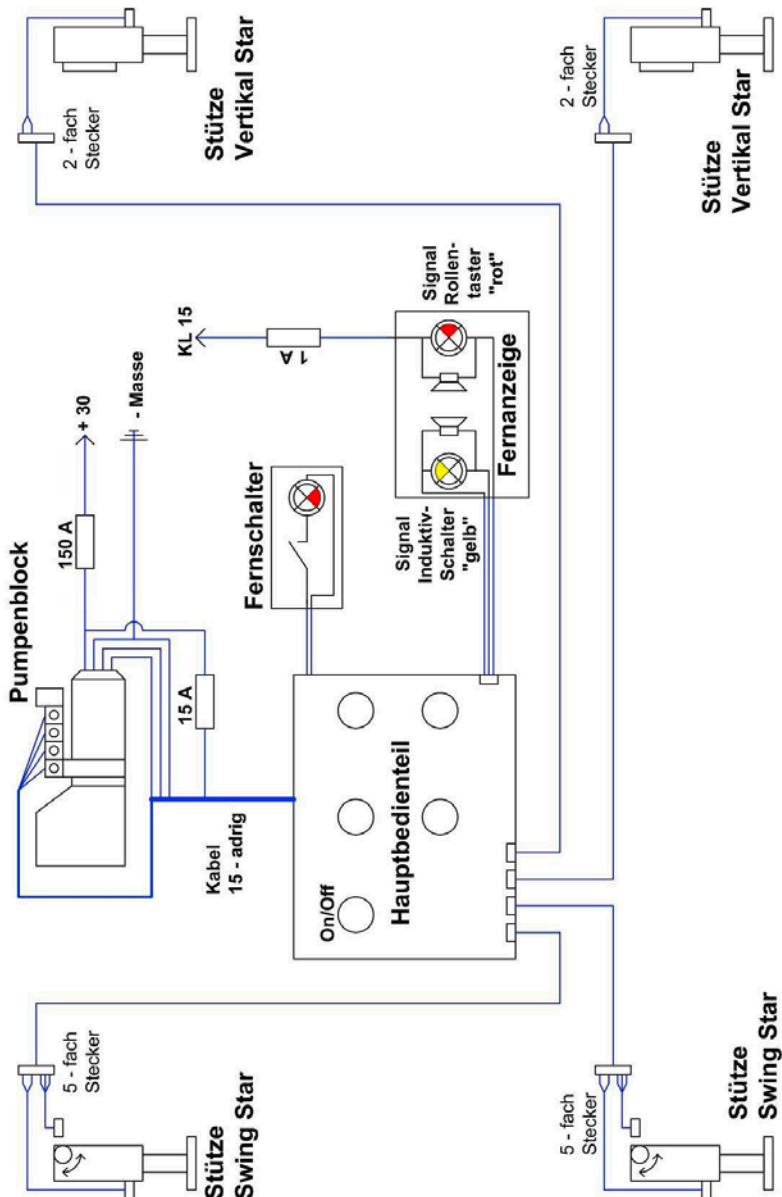 Pumpenblock
5 - fach
Stecker
150 A
+ 30
2 - fach
Stecker
- Masse
15 A
Stütze
Swing Star
Kabel
15 - adrig
Stütze
Vertikal Star
KL 15
1 A
Fernschalter
On/Off
Hauptbedienteil
Signal
Induktiv-
Schalter
"gelb"
Signal
Rollen-
taster
"rot"
Fernanzeige
5 - fach
Stecker
2 - fach
Stecker
Stütze
Swing Star
Stütze
Vertikal Star